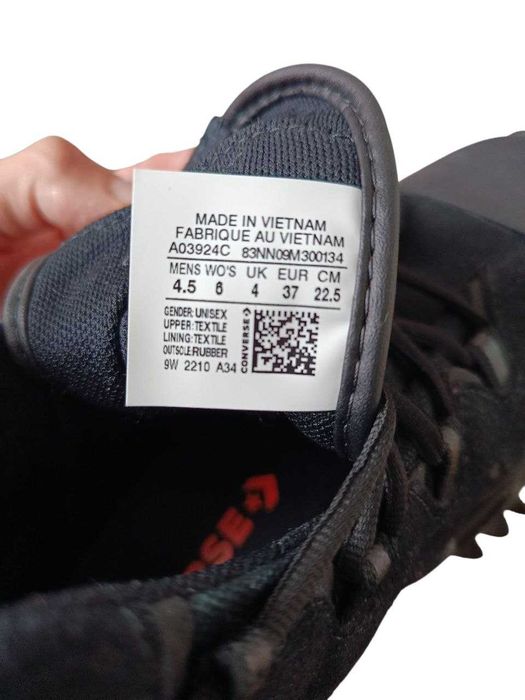 MADE IN VIETNAM
FABRIQUE AU VIETNAM
A03924C 83NN09M300134
MENS WO'S UK EUR CM
4.5 6 4 37 22.5
GENDER: UNISEX
UPPER: TEXTILE
LINING: TEXTILE
OUTSOLE:RUBBER
9W 2210 A34
CONVERSE
ERSE